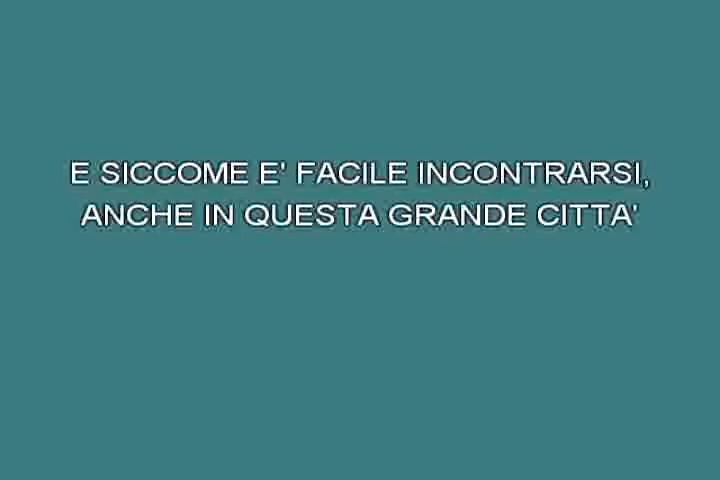 E SICCOME E' FACILE INCONTRARSI,
ANCHE IN QUESTA GRANDE CITTA'